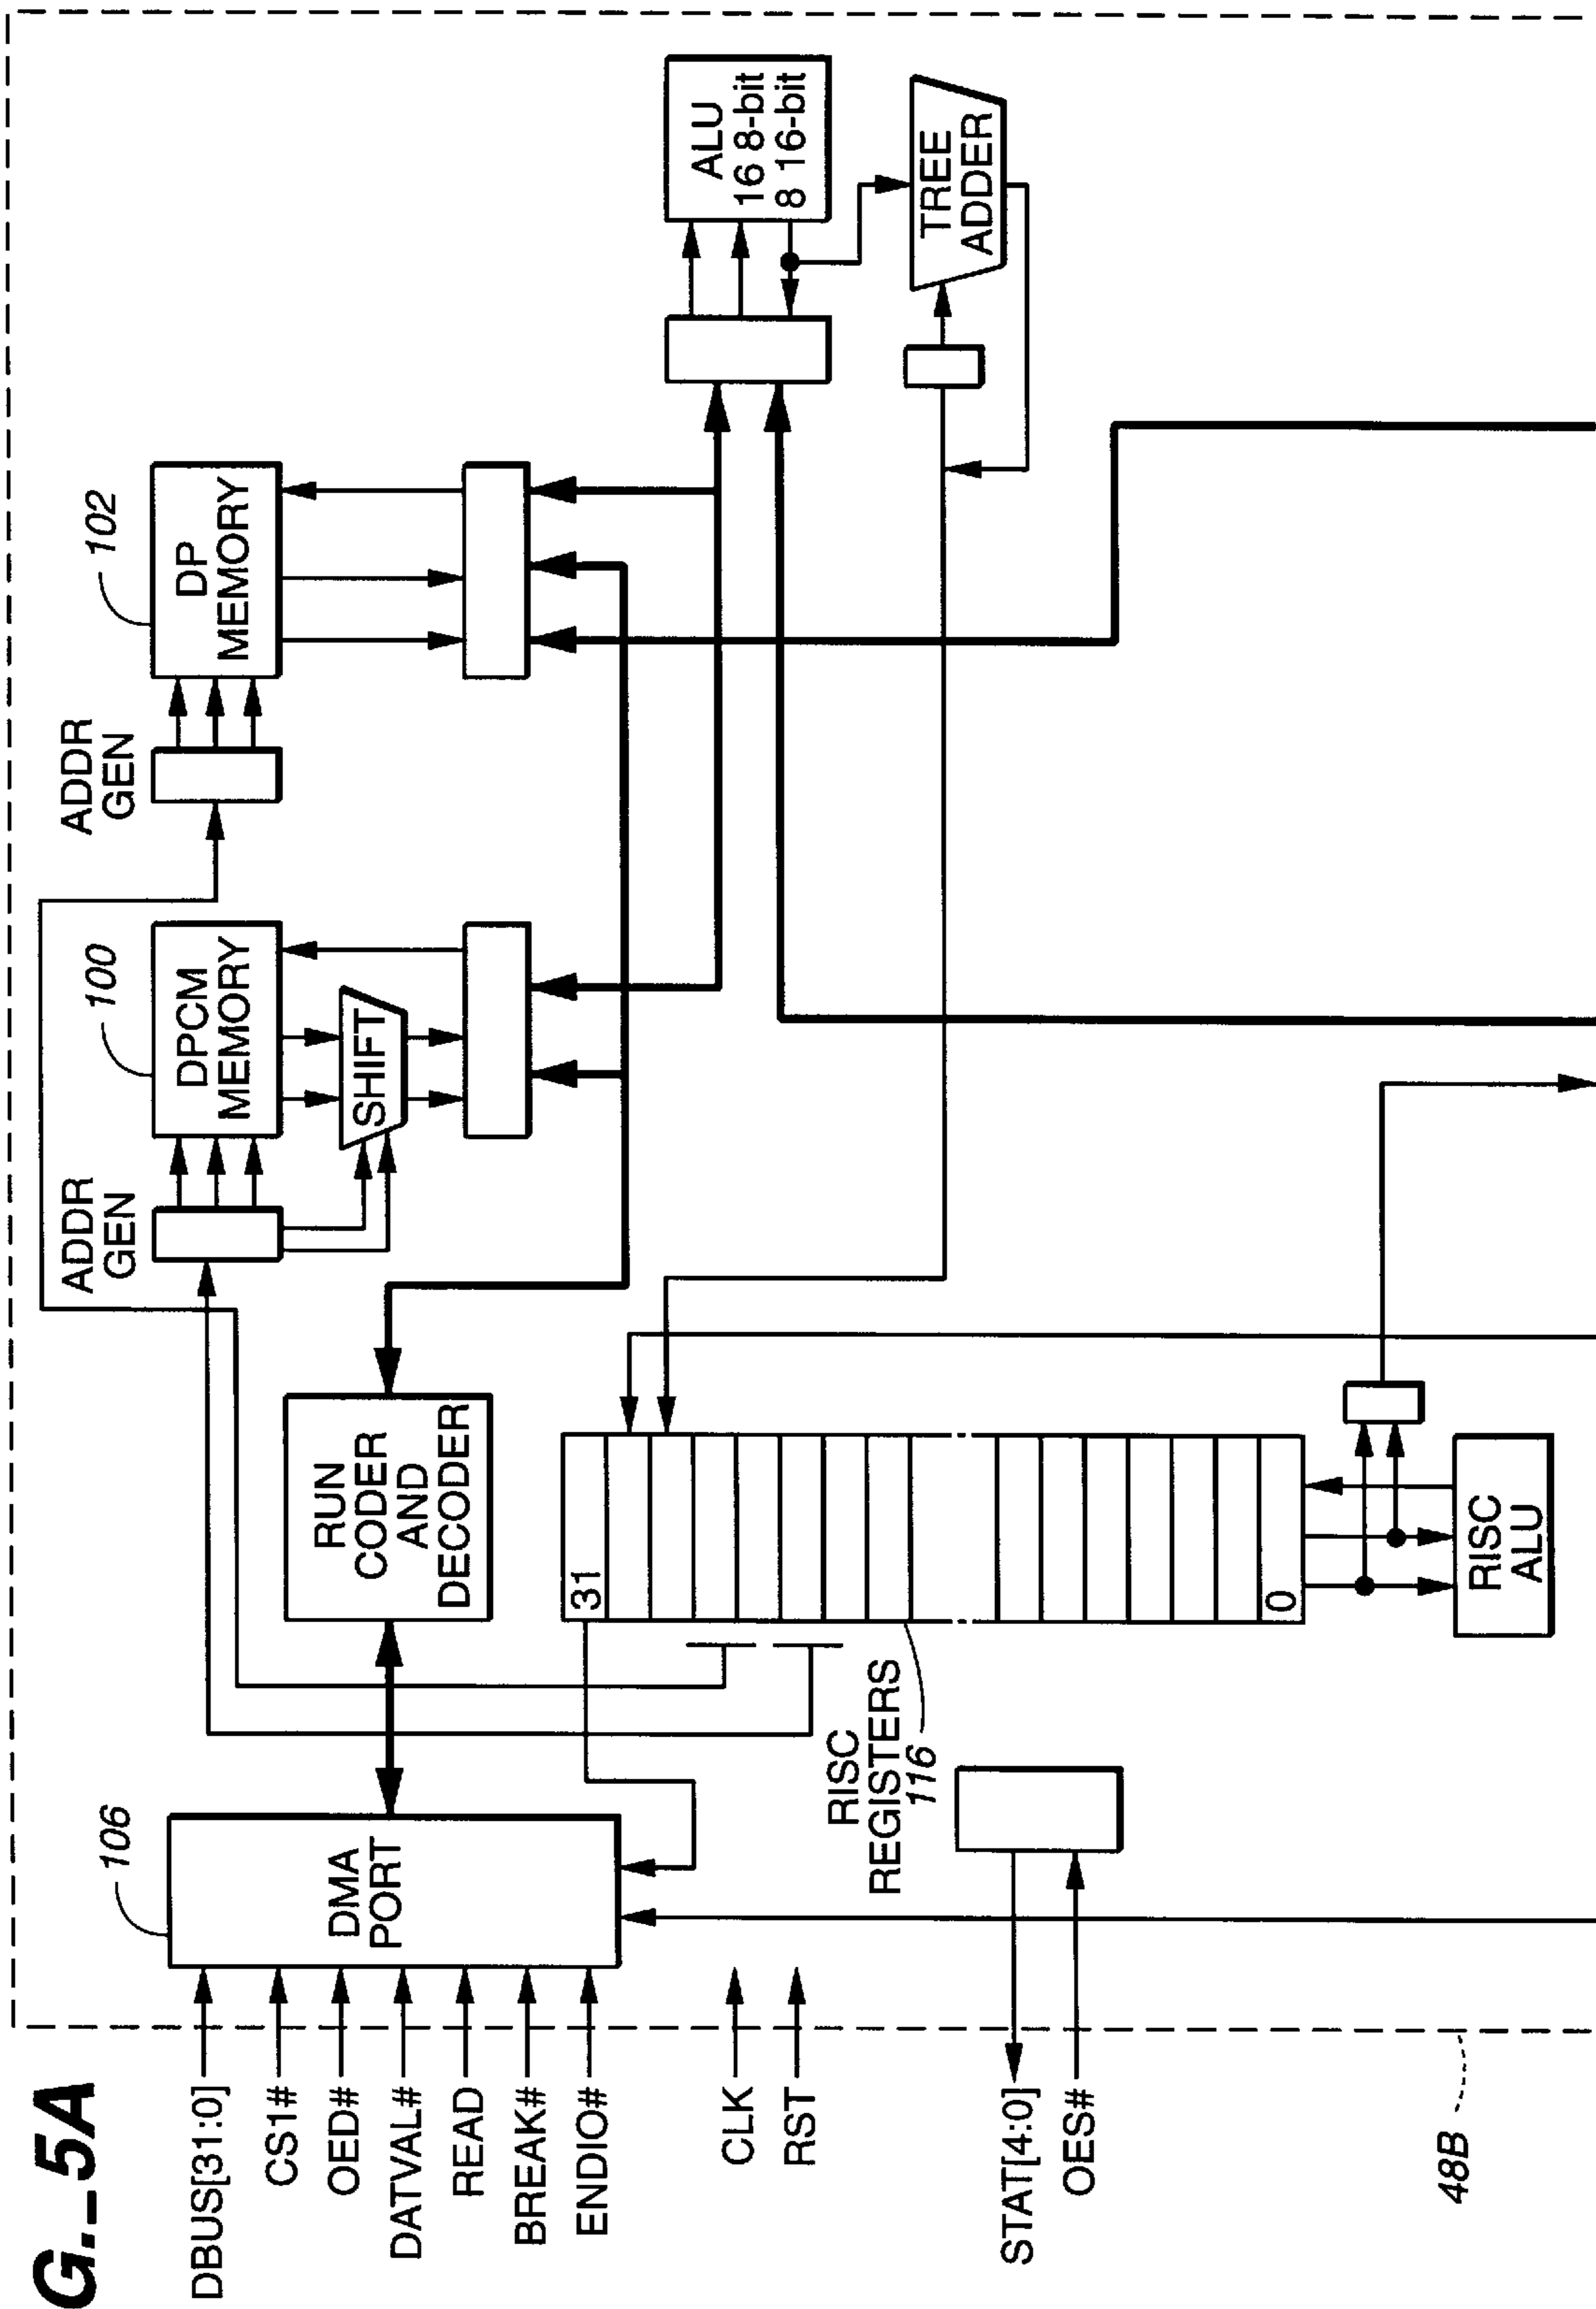 G._5A
DBUS[31:0]
CS1#
OED#
DATVAL#
READ
BREAK#
ENDIO#
CLK
RST
STAT[4:0]
OES#
48B
106
DMA
PORT
RUN
CODER
AND
DECODER
31
0
RISC
REGISTERS
116
RISC
ALU
ADDR
GEN
100
DPCM
MEMORY
SHIFT
ADDR
GEN
102
DP
MEMORY
ALU
16 8-bit
8 16-bit
TREE
ADDER